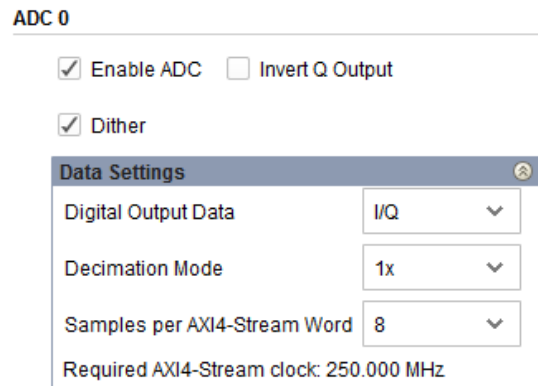 ADC 0
Enable ADC Invert Q Output
Dither
Data Settings
Digital Output Data I/Q
Decimation Mode 1x
Samples per AXI4-Stream Word 8
Required AXI4-Stream clock: 250.000 MHz